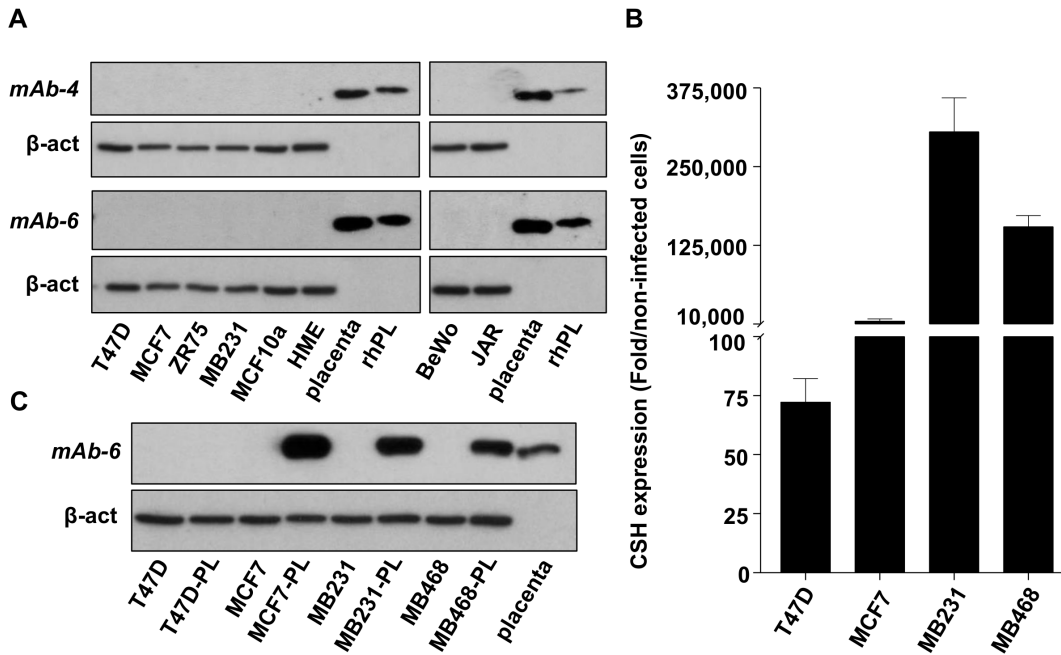 A
mAb-4
β-act
mAb-6
β-act
T47D
MCF7
ZR75
MB231
MCF10a
HME
placenta
rhPL
BeWo
JAR
placenta
rhPL
B
CSH expression (Fold/non-infected cells)
375,000
250,000
125,000
10,000
100
75
50
25
0
T47D
MCF7
MB231
MB468
C
mAb-6
β-act
T47D
T47D-PL
MCF7
MCF7-PL
MB231
MB231-PL
MB468
MB468-PL
placenta